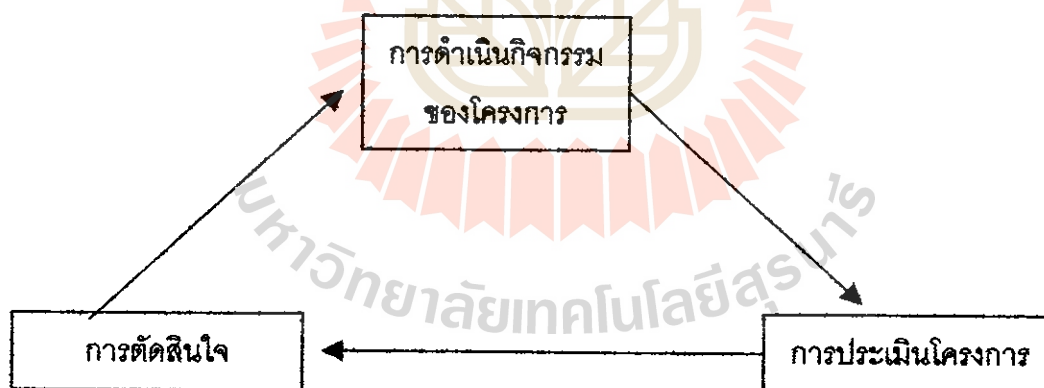 การดำเนินกิจกรรม
ของโครงการ
การตัดสินใจ
การประเมินโครงการ
มหาวิทยาลัยเทคโนโลยีสุรนารี